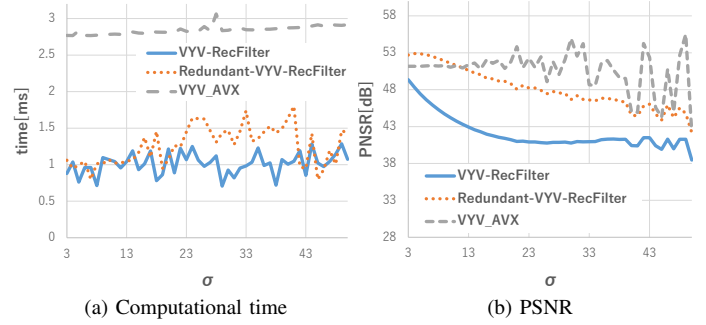 3
2.5
2
1.5
1
0.5
0
time[ms]
VYV-RecFilter
Redundant-VYV-RecFilter
VYV_AVX
3 13 23 33 43
σ
(a) Computational time
58
53
48
43
38
33
28
PNSR[dB]
VYV-RecFilter
Redundant-VYV-RecFilter
VYV_AVX
3 13 23 33 43
σ
(b) PSNR